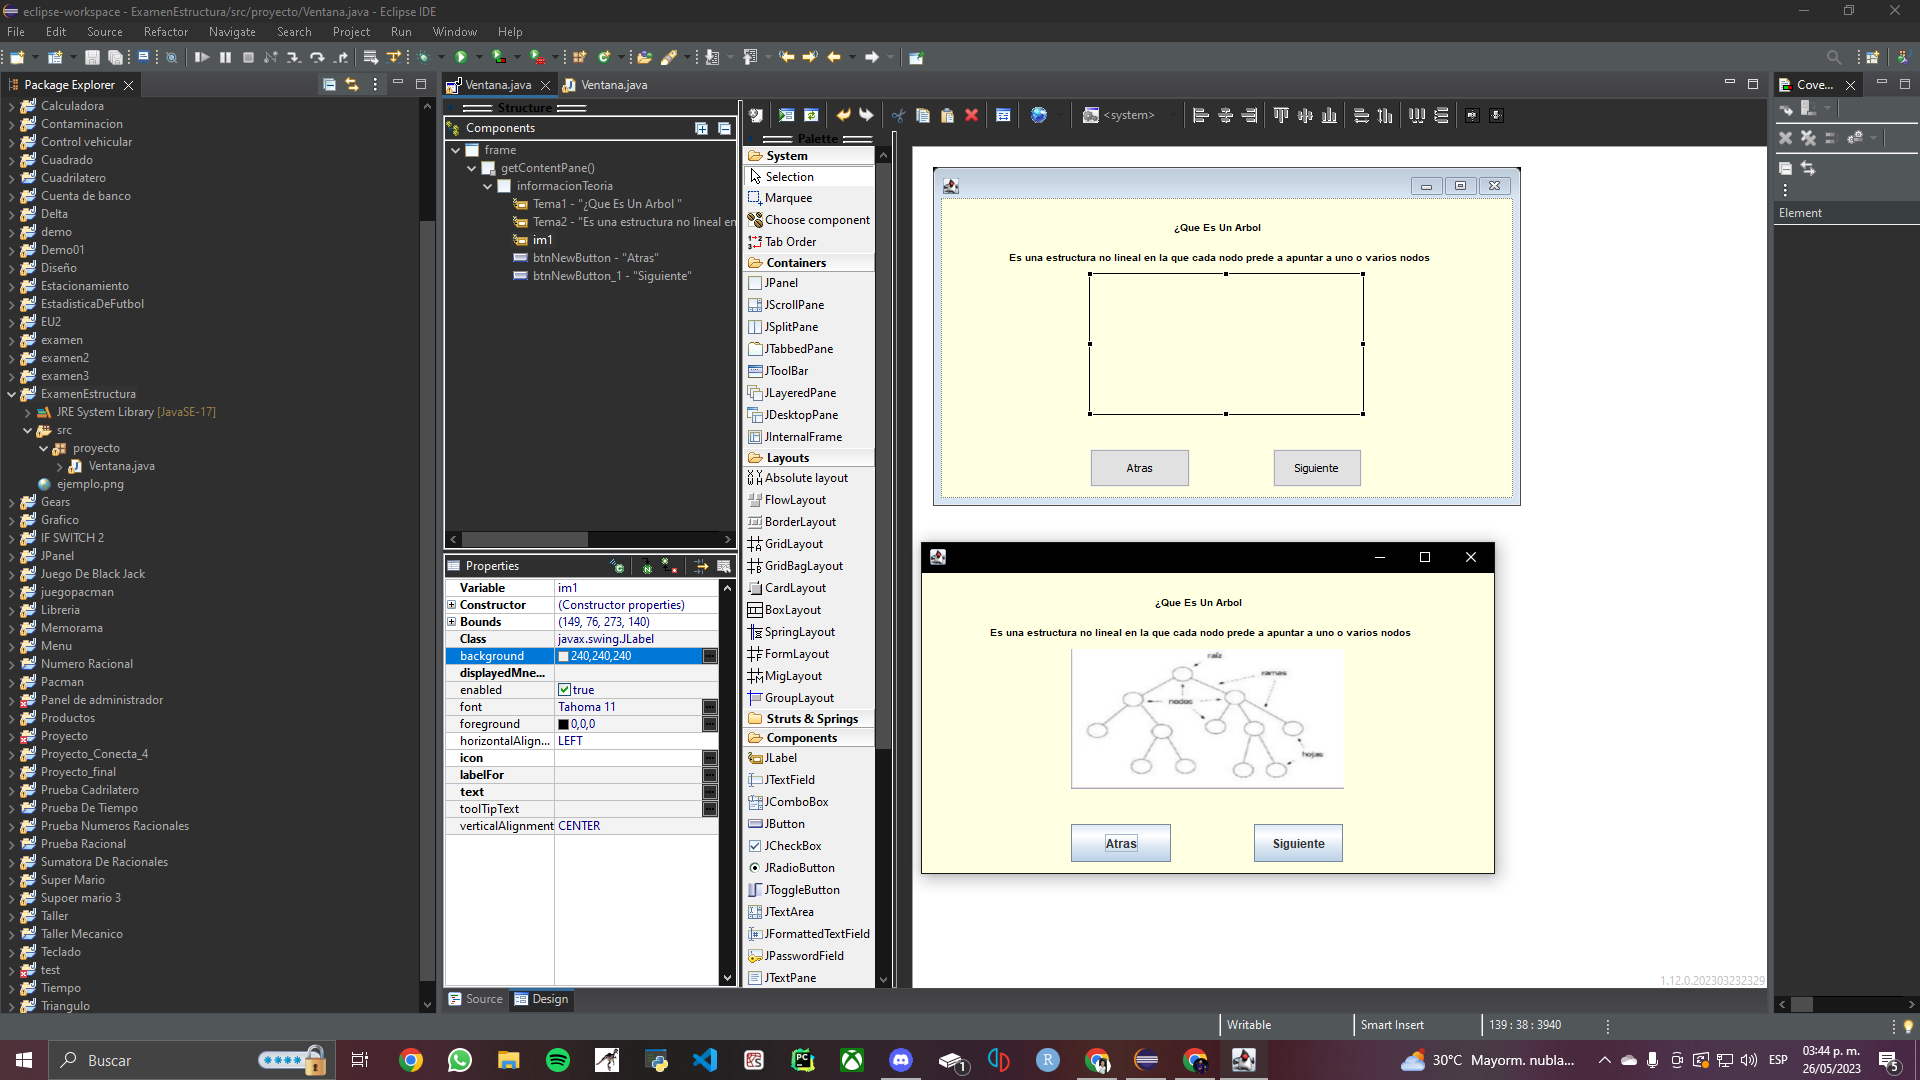 eclipse-workspace - ExamenEstructura/src/proyecto/Ventana.java - Eclipse IDE
File Edit Source Refactor Navigate Search Project Run Window Help
Package Explorer
Calculadora
Contaminacion
Control vehicular
Cuadrado
Cuadrilatero
Cuenta de banco
Delta
demo
Demo01
Diseño
Estacionamiento
EstadisticaDeFutbol
EU2
examen
examen2
examen3
ExamenEstructura
JRE System Library [JavaSE-17]
src
proyecto
Ventana.java
ejemplo.png
Gears
Grafico
IF SWITCH 2
JPanel
Juego De Black Jack
juegopacman
Libreria
Memorama
Menu
Numero Racional
Pacman
Panel de administrador
Productos
Proyecto
Proyecto_Conecta_4
Proyecto_final
Prueba Cadrilatero
Prueba De Tiempo
Prueba Numeros Racionales
Prueba Racional
Sumatora De Racionales
Super Mario
Supoer mario 3
Taller
Taller Mecanico
Teclado
test
Tiempo
Triangulo
Ventana.java
Ventana.java
Structure
Components
frame
getContentPane()
informacionTeoria
Tema1 - "¿Que Es Un Arbol "
Tema2 - "Es una estructura no lineal en
im1
btnNewButton - "Atras"
btnNewButton_1 - "Siguiente"
Properties
Variable im1
Constructor (Constructor properties)
Bounds (149, 76, 273, 140)
Class javax.swing.JLabel
background 240,240,240
displayedMne...
enabled true
font Tahoma 11
foreground 0,0,0
horizontalAlign... LEFT
icon
labelFor
text
toolTipText
verticalAlignment CENTER
Source Design
<system>
Palette
System
Selection
Marquee
Choose component
Tab Order
Containers
JPanel
JScrollPane
JSplitPane
JTabbedPane
JToolBar
JLayeredPane
JDesktopPane
JInternalFrame
Layouts
Absolute layout
FlowLayout
BorderLayout
GridLayout
GridBagLayout
CardLayout
BoxLayout
SpringLayout
FormLayout
MigLayout
GroupLayout
Struts & Springs
Components
JLabel
JTextField
JComboBox
JButton
JCheckBox
JRadioButton
JToggleButton
JTextArea
JFormattedTextField
JPasswordField
JTextPane
¿Que Es Un Arbol
Es una estructura no lineal en la que cada nodo prede a apuntar a uno o varios nodos
Atras Siguiente
¿Que Es Un Arbol
Es una estructura no lineal en la que cada nodo prede a apuntar a uno o varios nodos
raíz
ramas
nodos
hojas
Atras Siguiente
1.12.0.202303232329
Cove...
Element
Writable Smart Insert 139 : 38 : 3940
Buscar
30°C Mayorm. nubla...
ESP
03:44 p. m.
26/05/2023
5